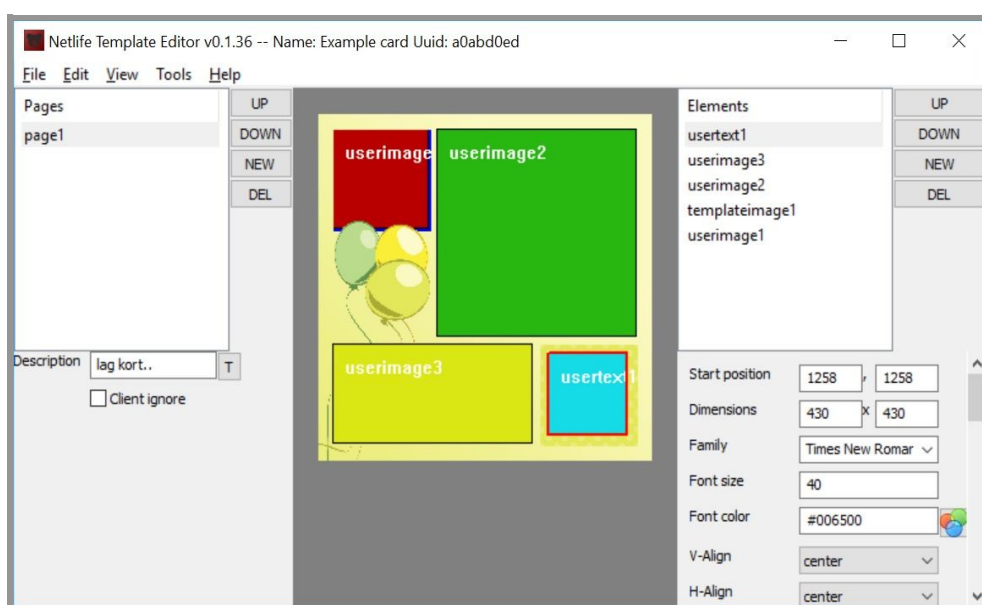 Netlife Template Editor v0.1.36 -- Name: Example card Uuid: a0abd0ed
File Edit View Tools Help
Pages
page1
UP
DOWN
NEW
DEL
Description lag kort.. T
Client ignore
userimage
userimage2
userimage3
usertext1
Elements
usertext1
userimage3
userimage2
templateimage1
userimage1
UP
DOWN
NEW
DEL
Start position 1258 , 1258
Dimensions 430 x 430
Family Times New Romar
Font size 40
Font color #006500
V-Align center
H-Align center